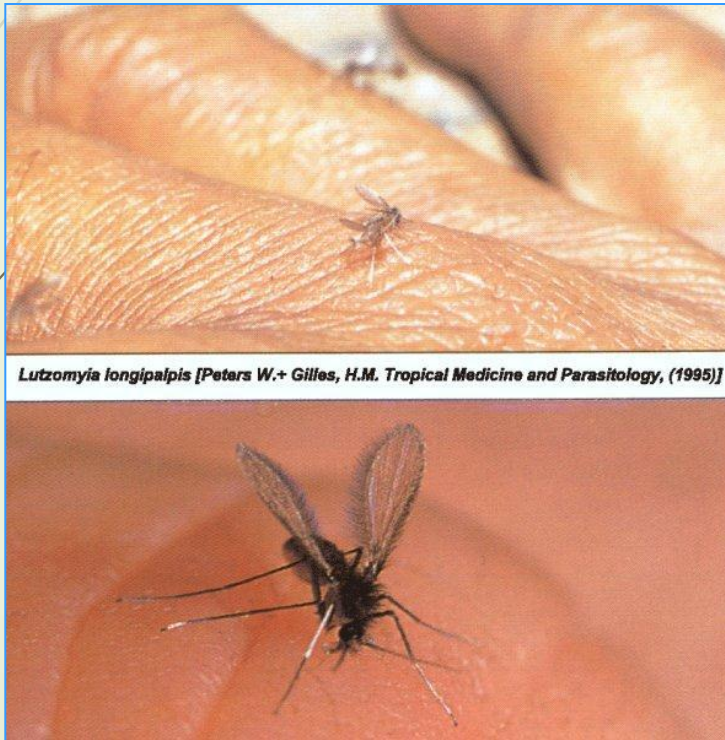 Lutzomyia longipalpis [Peters W.+ Gilles, H.M. Tropical Medicine and Parasitology, (1995)]